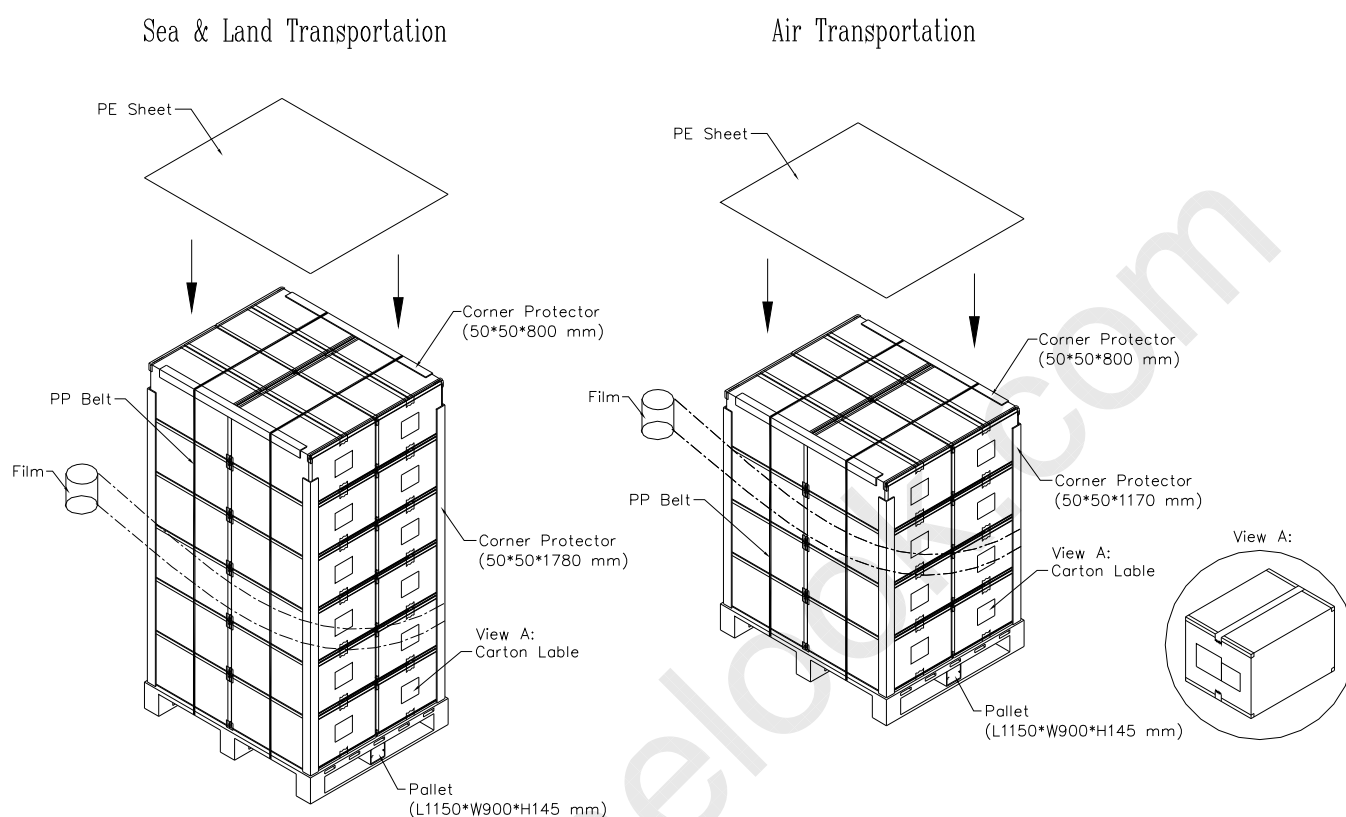 Sea & Land Transportation
PE Sheet
Corner Protector
(50*50*800 mm)
PP Belt
Film
Corner Protector
(50*50*1780 mm)
View A:
Carton Lable
Pallet
(L1150*W900*H145 mm)
Air Transportation
PE Sheet
Corner Protector
(50*50*800 mm)
Film
Corner Protector
(50*50*1170 mm)
PP Belt
View A:
Carton Lable
View A:
Pallet
(L1150*W900*H145 mm)
elook.com